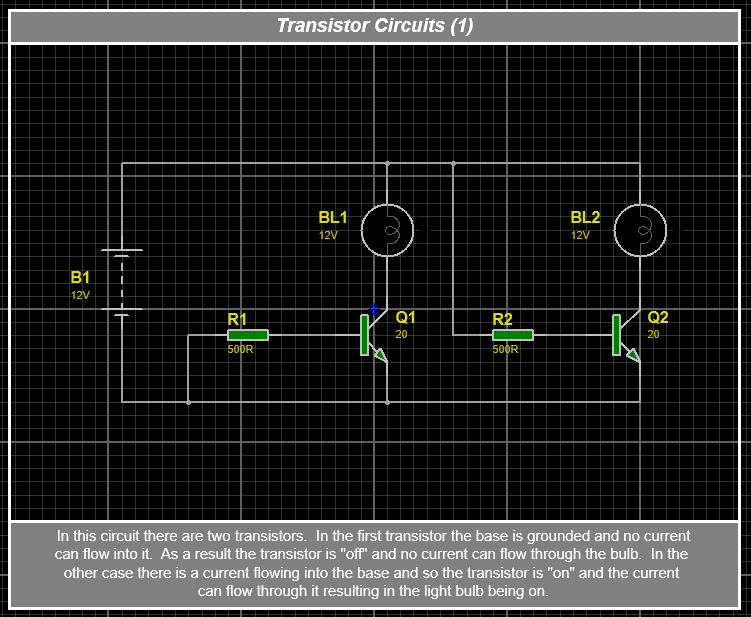 Transistor Circuits (1)
BL1
12V
BL2
12V
B1
12V
R1
500R
Q1
20
R2
500R
Q2
20
In this circuit there are two transistors. In the first transistor the base is grounded and no current
can flow into it. As a result the transistor is "off" and no current can flow through the bulb. In the
other case there is a current flowing into the base and so the transistor is "on" and the current
can flow through it resulting in the light bulb being on.